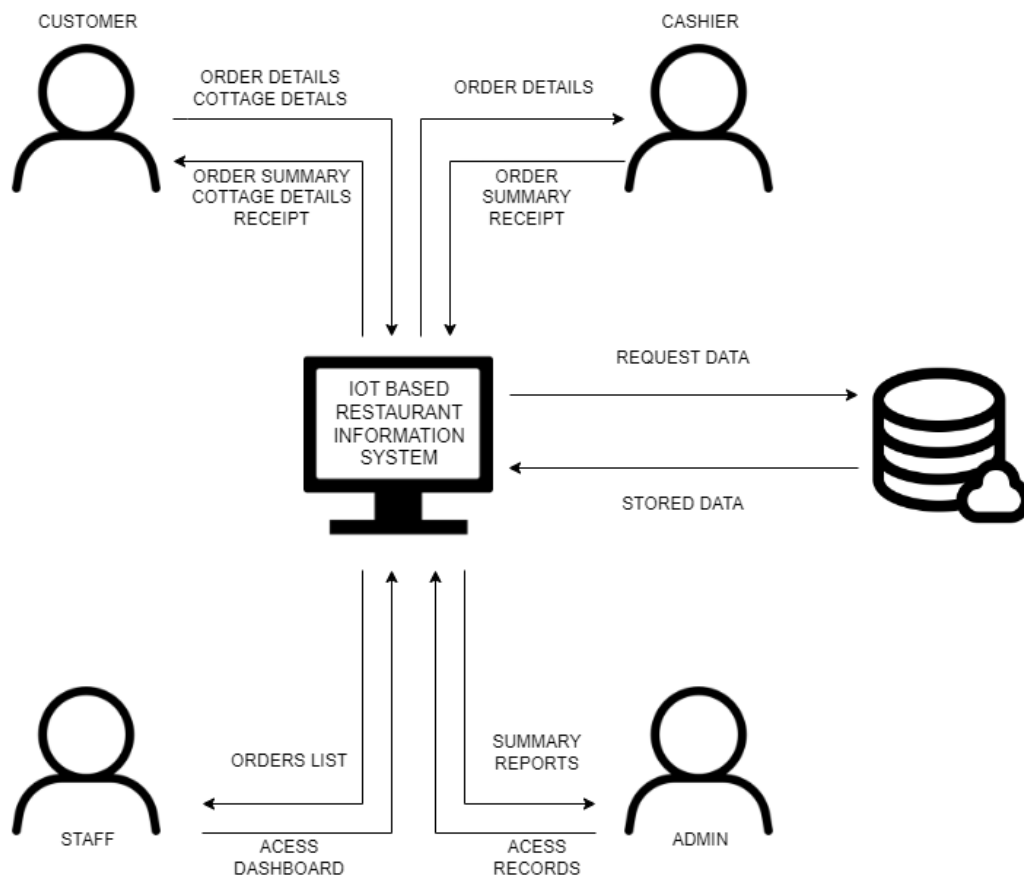 CUSTOMER
CASHIER
ORDER DETAILS
COTTAGE DETALS
ORDER DETAILS
ORDER SUMMARY
COTTAGE DETAILS
RECEIPT
ORDER
SUMMARY
RECEIPT
IOT BASED
RESTAURANT
INFORMATION
SYSTEM
REQUEST DATA
STORED DATA
ORDERS LIST
SUMMARY
REPORTS
STAFF
ACESS
DASHBOARD
ACESS
RECORDS
ADMIN